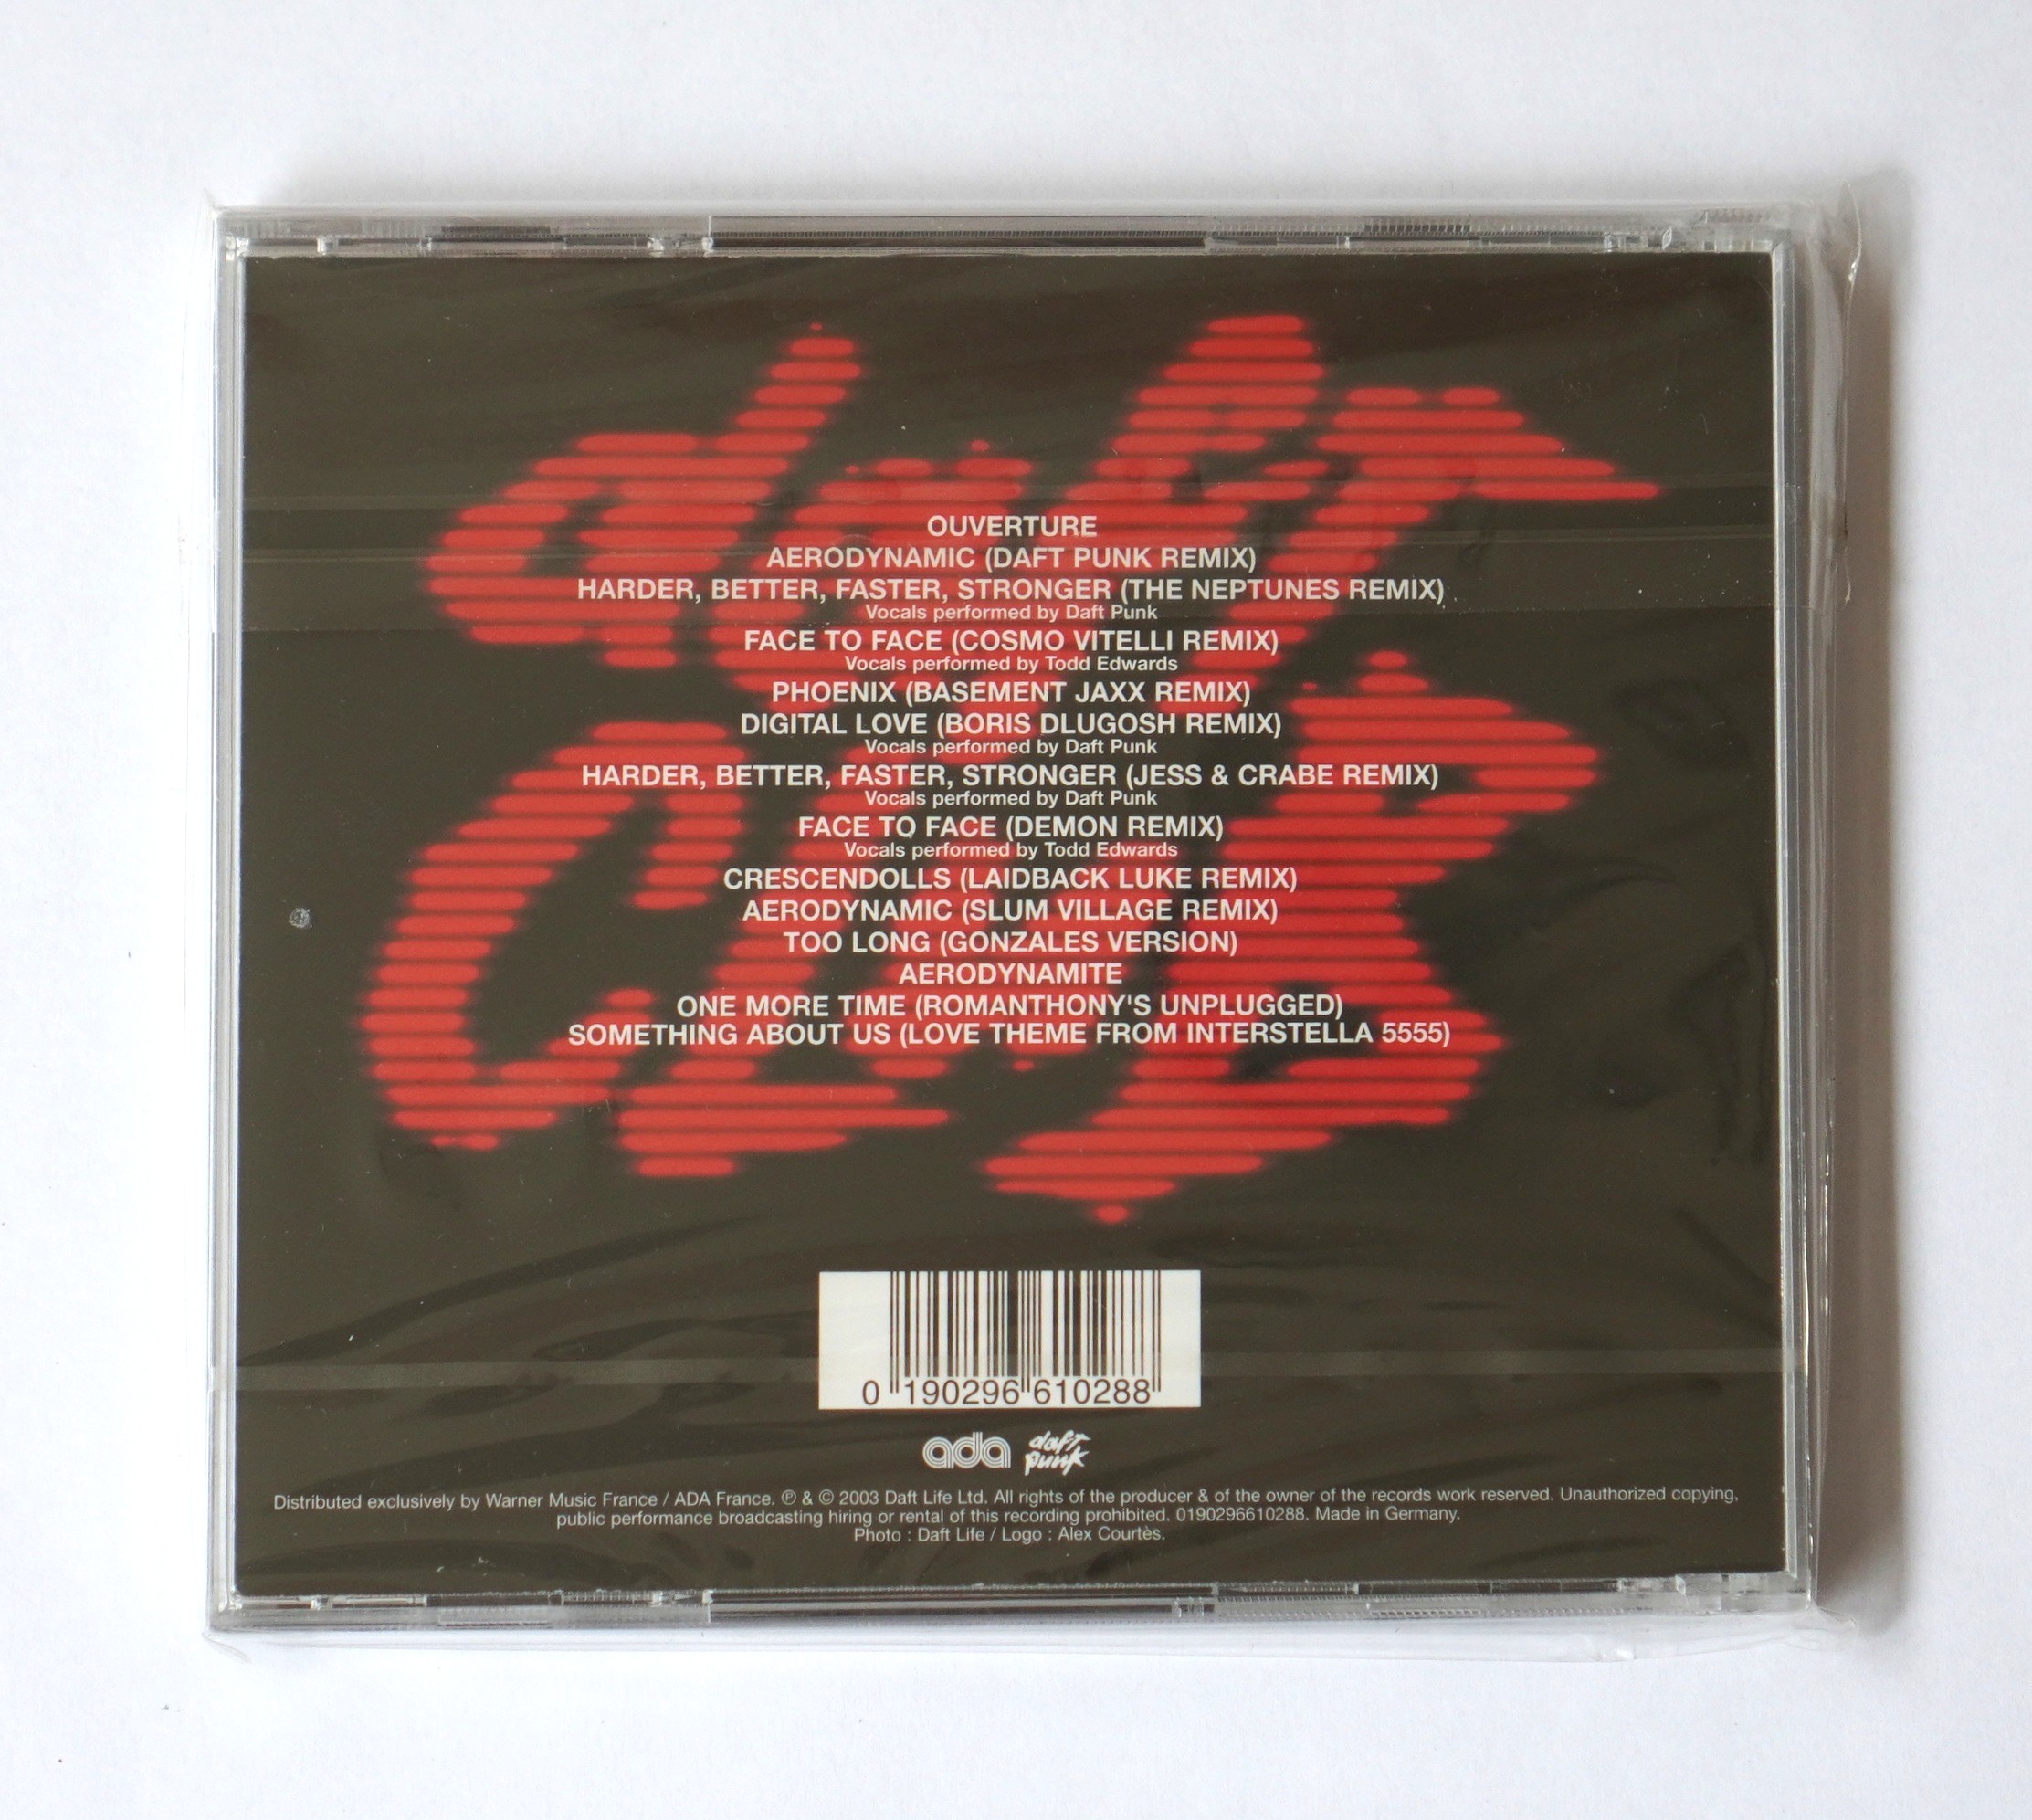 daft
club
OUVERTURE
AERODYNAMIC (DAFT PUNK REMIX)
HARDER, BETTER, FASTER, STRONGER (THE NEPTUNES REMIX)
Vocals performed by Daft Punk
FACE TO FACE (COSMO VITELLI REMIX)
Vocals performed by Todd Edwards
PHOENIX (BASEMENT JAXX REMIX)
DIGITAL LOVE (BORIS DLUGOSH REMIX)
Vocals performed by Daft Punk
HARDER, BETTER, FASTER, STRONGER (JESS & CRABE REMIX)
Vocals performed by Daft Punk
FACE TO FACE (DEMON REMIX)
Vocals performed by Todd Edwards
CRESCENDOLLS (LAIDBACK LUKE REMIX)
AERODYNAMIC (SLUM VILLAGE REMIX)
TOO LONG (GONZALES VERSION)
AERODYNAMITE
ONE MORE TIME (ROMANTHONY'S UNPLUGGED)
SOMETHING ABOUT US (LOVE THEME FROM INTERSTELLA 5555)
0 190296 610288
ada daft punk
Distributed exclusively by Warner Music France / ADA France. ℗ & © 2003 Daft Life Ltd. All rights of the producer & of the owner of the records work reserved. Unauthorized copying,
public performance broadcasting hiring or rental of this recording prohibited. 0190296610288. Made in Germany.
Photo : Daft Life / Logo : Alex Courtès.